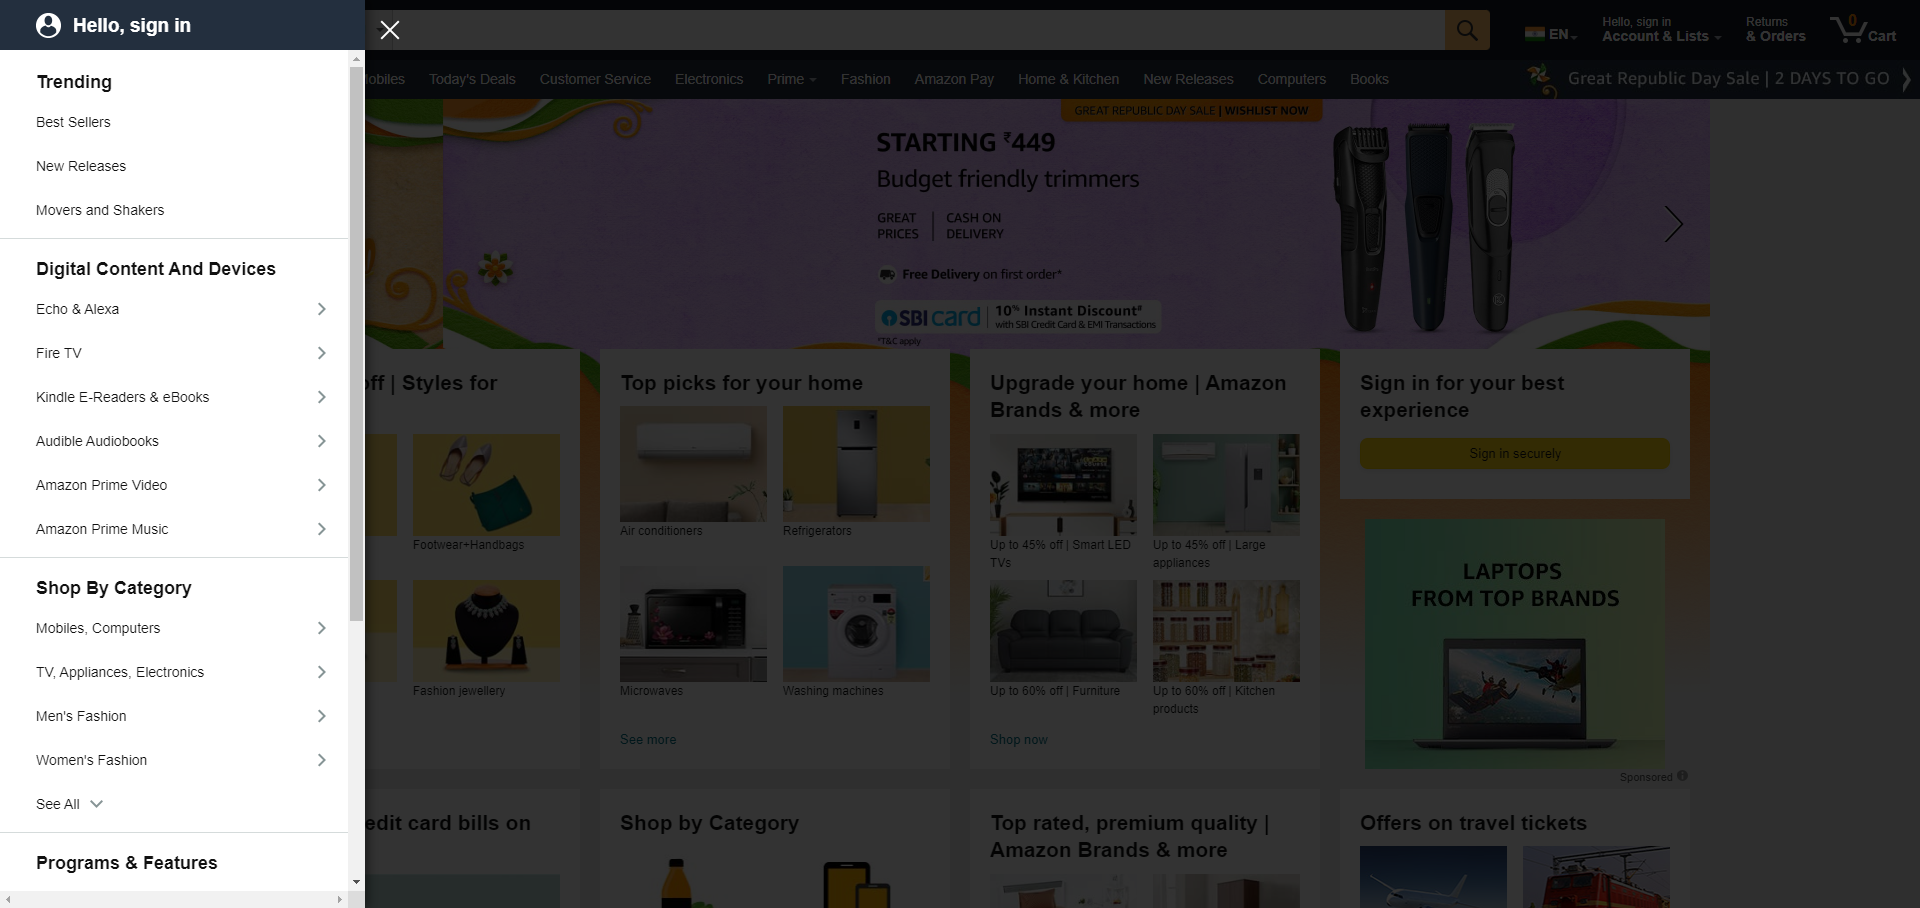 Hello, sign in
EN
Hello, sign in
Account & Lists
Returns
& Orders
0
Cart
Trending
Best Sellers
New Releases
Movers and Shakers
Digital Content And Devices
Echo & Alexa
Fire TV
Kindle E-Readers & eBooks
Audible Audiobooks
Amazon Prime Video
Amazon Prime Music
Shop By Category
Mobiles, Computers
TV, Appliances, Electronics
Men's Fashion
Women's Fashion
See All
Programs & Features
obiles Today's Deals Customer Service Electronics Prime Fashion Amazon Pay Home & Kitchen New Releases Computers Books
Great Republic Day Sale | 2 DAYS TO GO
GREAT REPUBLIC DAY SALE | WISHLIST NOW
STARTING ₹449
Budget friendly trimmers
GREAT PRICES
CASH ON DELIVERY
Free Delivery on first order*
SBI card
10% Instant Discount#
with SBI Credit Card & EMI Transactions
*T&C apply
off | Styles for
Footwear+Handbags
Fashion jewellery
Top picks for your home
Air conditioners
Refrigerators
Microwaves
Washing machines
See more
Upgrade your home | Amazon
Brands & more
Up to 45% off | Smart LED
TVs
Up to 45% off | Large
appliances
Up to 60% off | Furniture
Up to 60% off | Kitchen
products
Shop now
Sign in for your best
experience
Sign in securely
LAPTOPS
FROM TOP BRANDS
Sponsored
edit card bills on
Shop by Category
Top rated, premium quality |
Amazon Brands & more
Offers on travel tickets